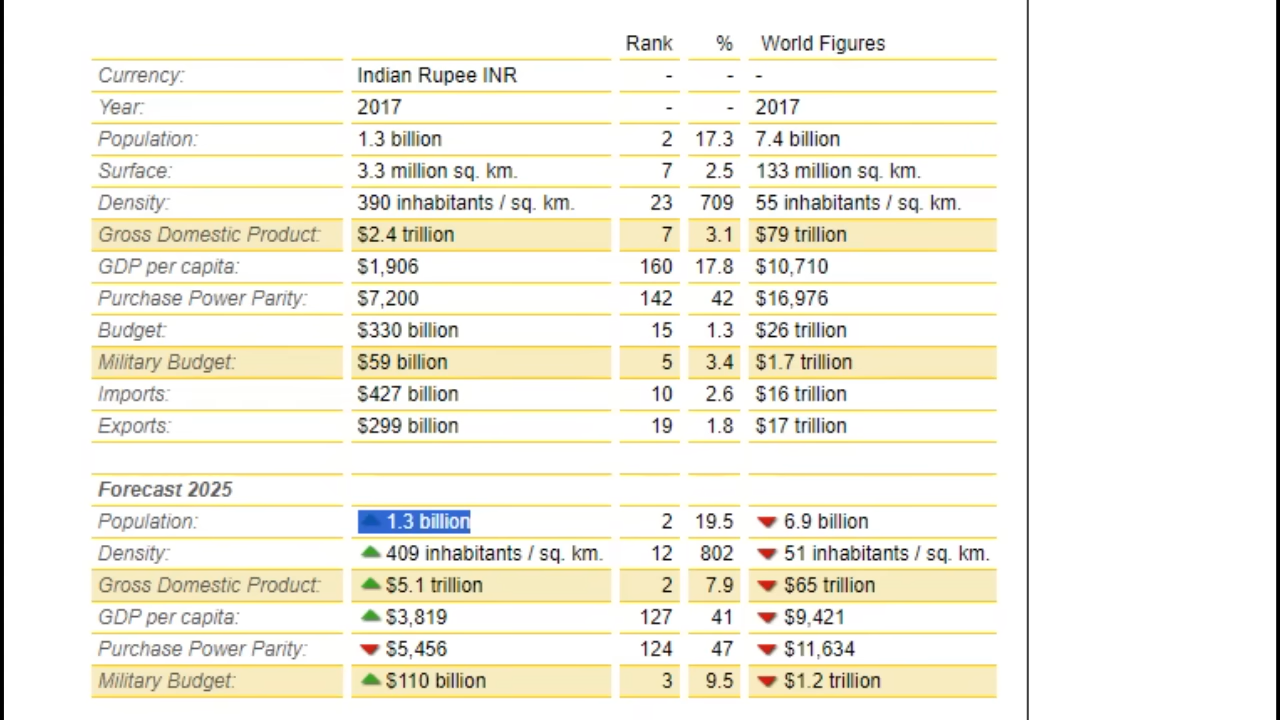 Rank % World Figures
Currency: Indian Rupee INR - - -
Year: 2017 - - 2017
Population: 1.3 billion 2 17.3 7.4 billion
Surface: 3.3 million sq. km. 7 2.5 133 million sq. km.
Density: 390 inhabitants / sq. km. 23 709 55 inhabitants / sq. km.
Gross Domestic Product: $2.4 trillion 7 3.1 $79 trillion
GDP per capita: $1,906 160 17.8 $10,710
Purchase Power Parity: $7,200 142 42 $16,976
Budget: $330 billion 15 1.3 $26 trillion
Military Budget: $59 billion 5 3.4 $1.7 trillion
Imports: $427 billion 10 2.6 $16 trillion
Exports: $299 billion 19 1.8 $17 trillion
Forecast 2025
Population: 1.3 billion 2 19.5 6.9 billion
Density: 409 inhabitants / sq. km. 12 802 51 inhabitants / sq. km.
Gross Domestic Product: $5.1 trillion 2 7.9 $65 trillion
GDP per capita: $3,819 127 41 $9,421
Purchase Power Parity: $5,456 124 47 $11,634
Military Budget: $110 billion 3 9.5 $1.2 trillion